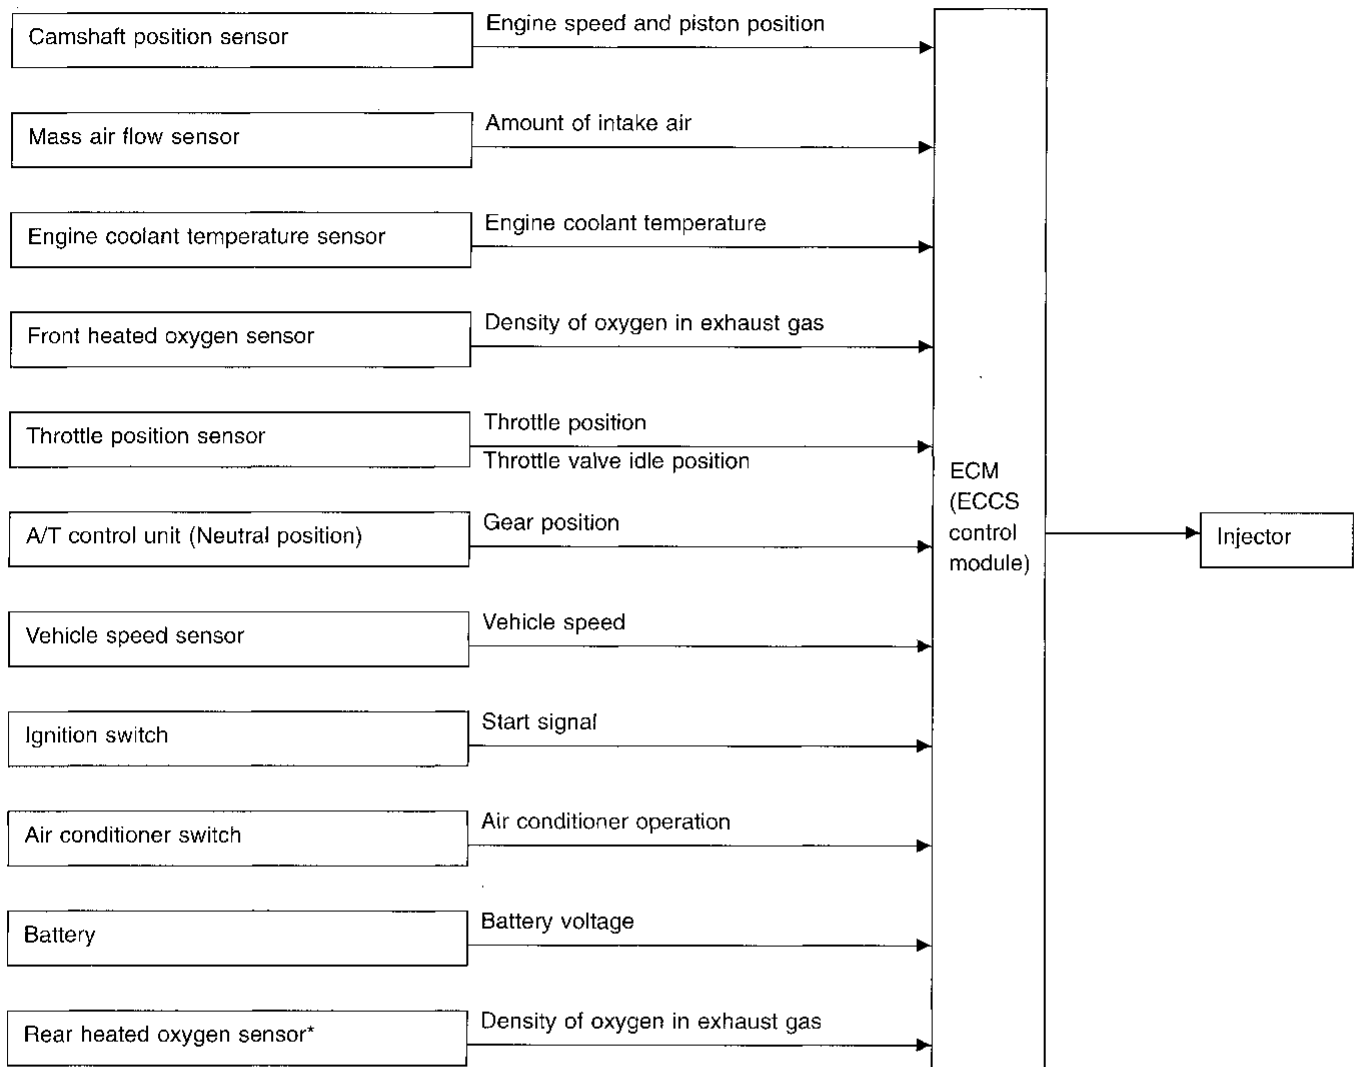 Camshaft position sensor
Engine speed and piston position
Mass air flow sensor
Amount of intake air
Engine coolant temperature sensor
Engine coolant temperature
Front heated oxygen sensor
Density of oxygen in exhaust gas
Throttle position sensor
Throttle position
Throttle valve idle position
A/T control unit (Neutral position)
Gear position
Vehicle speed sensor
Vehicle speed
Ignition switch
Start signal
Air conditioner switch
Air conditioner operation
Battery
Battery voltage
Rear heated oxygen sensor*
Density of oxygen in exhaust gas
ECM
(ECCS
control
module)
Injector